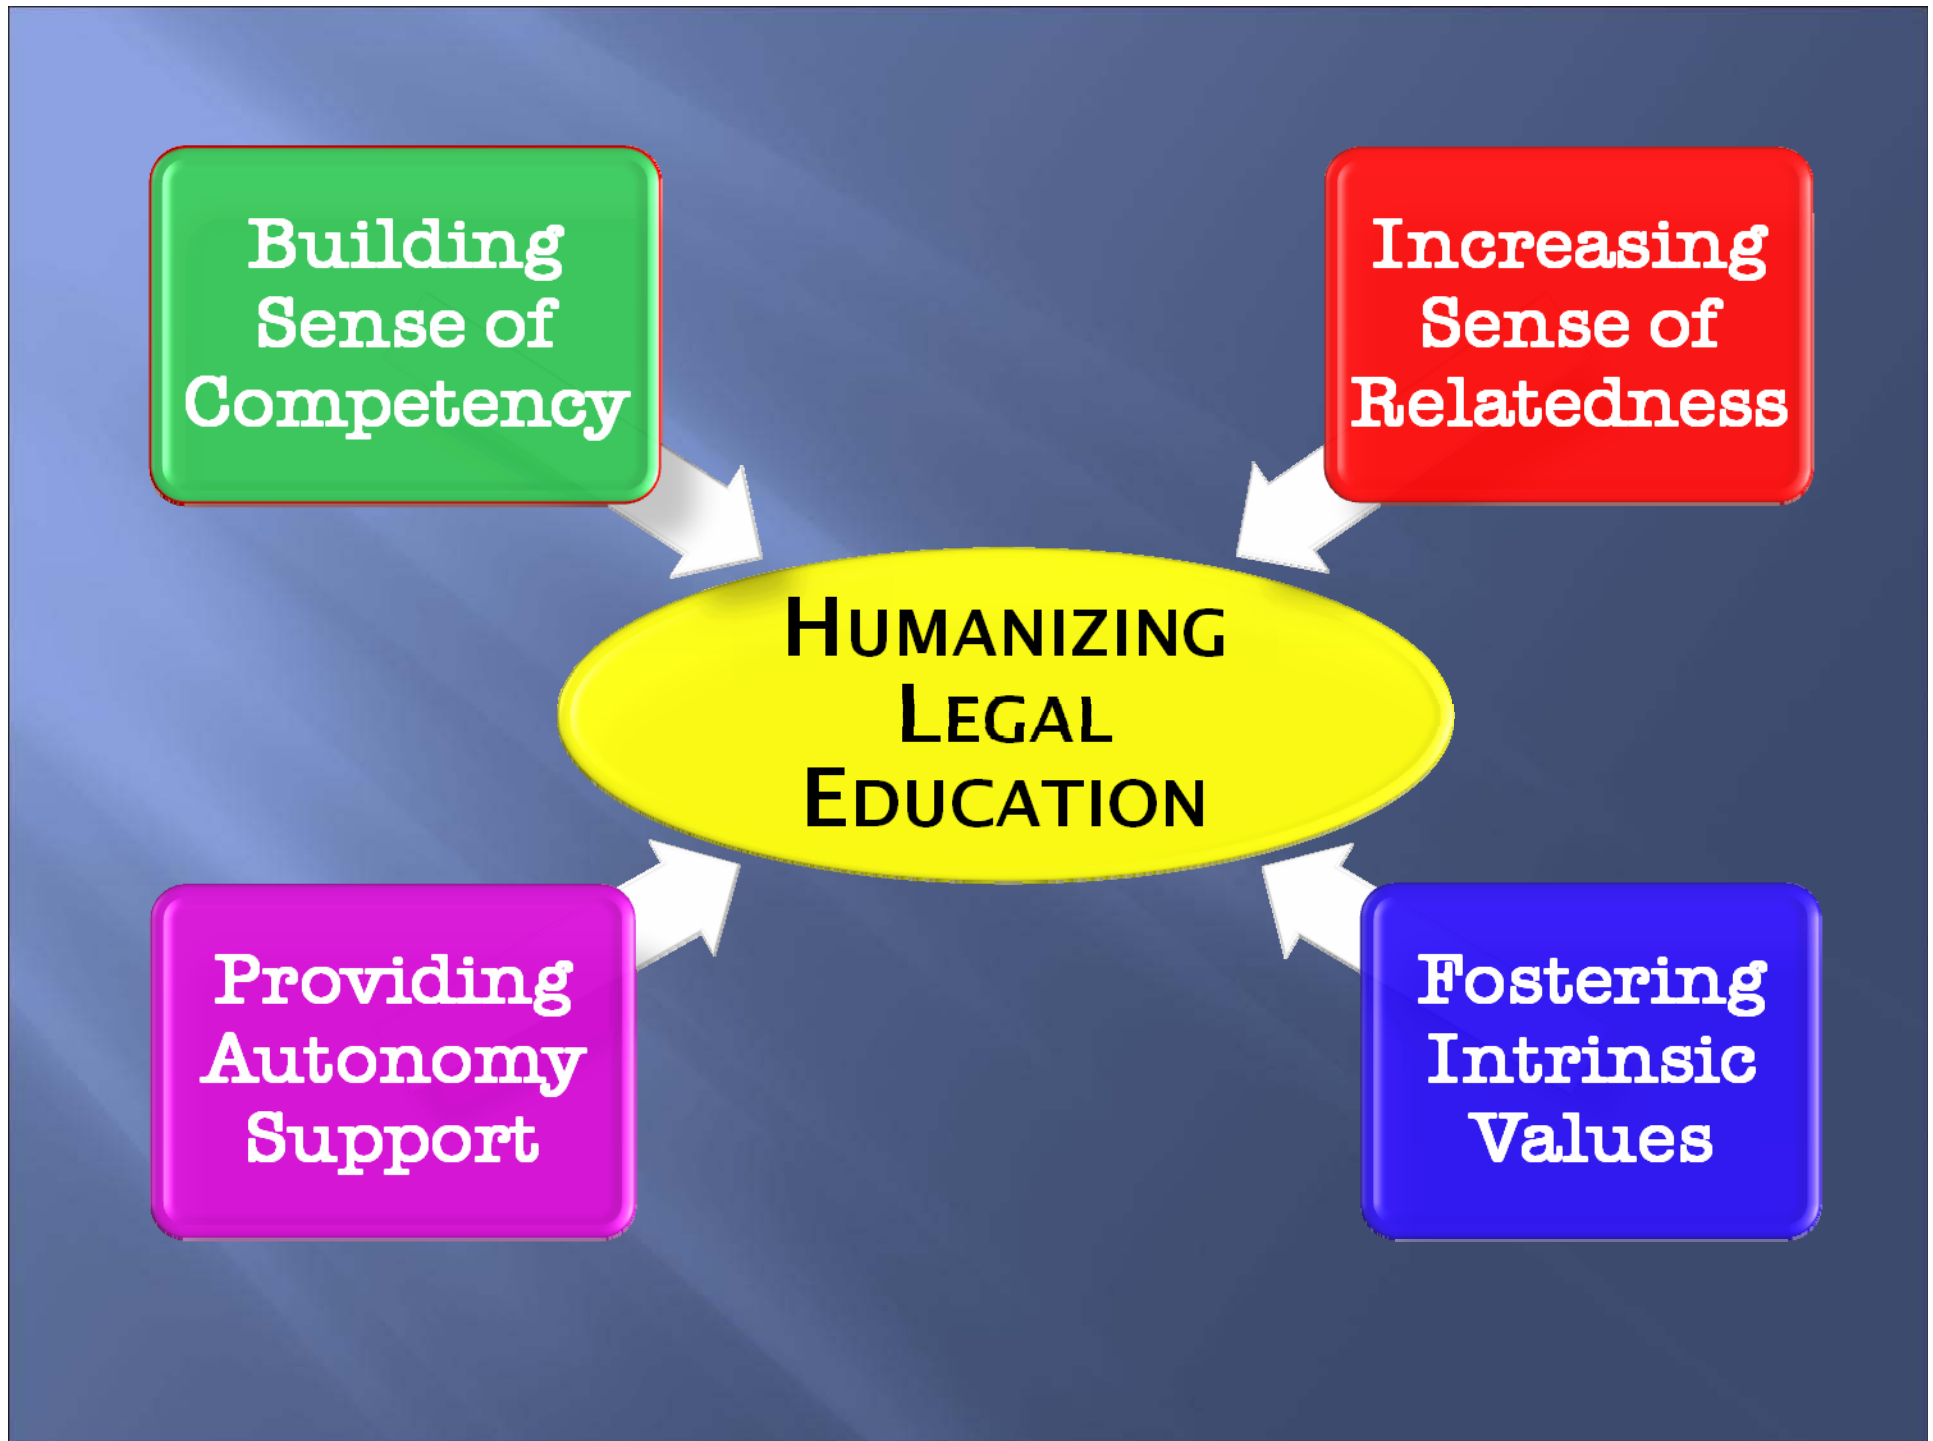 Building
Sense of
Competency
Increasing
Sense of
Relatedness
HUMANIZING
LEGAL
EDUCATION
Providing
Autonomy
Support
Fostering
Intrinsic
Values